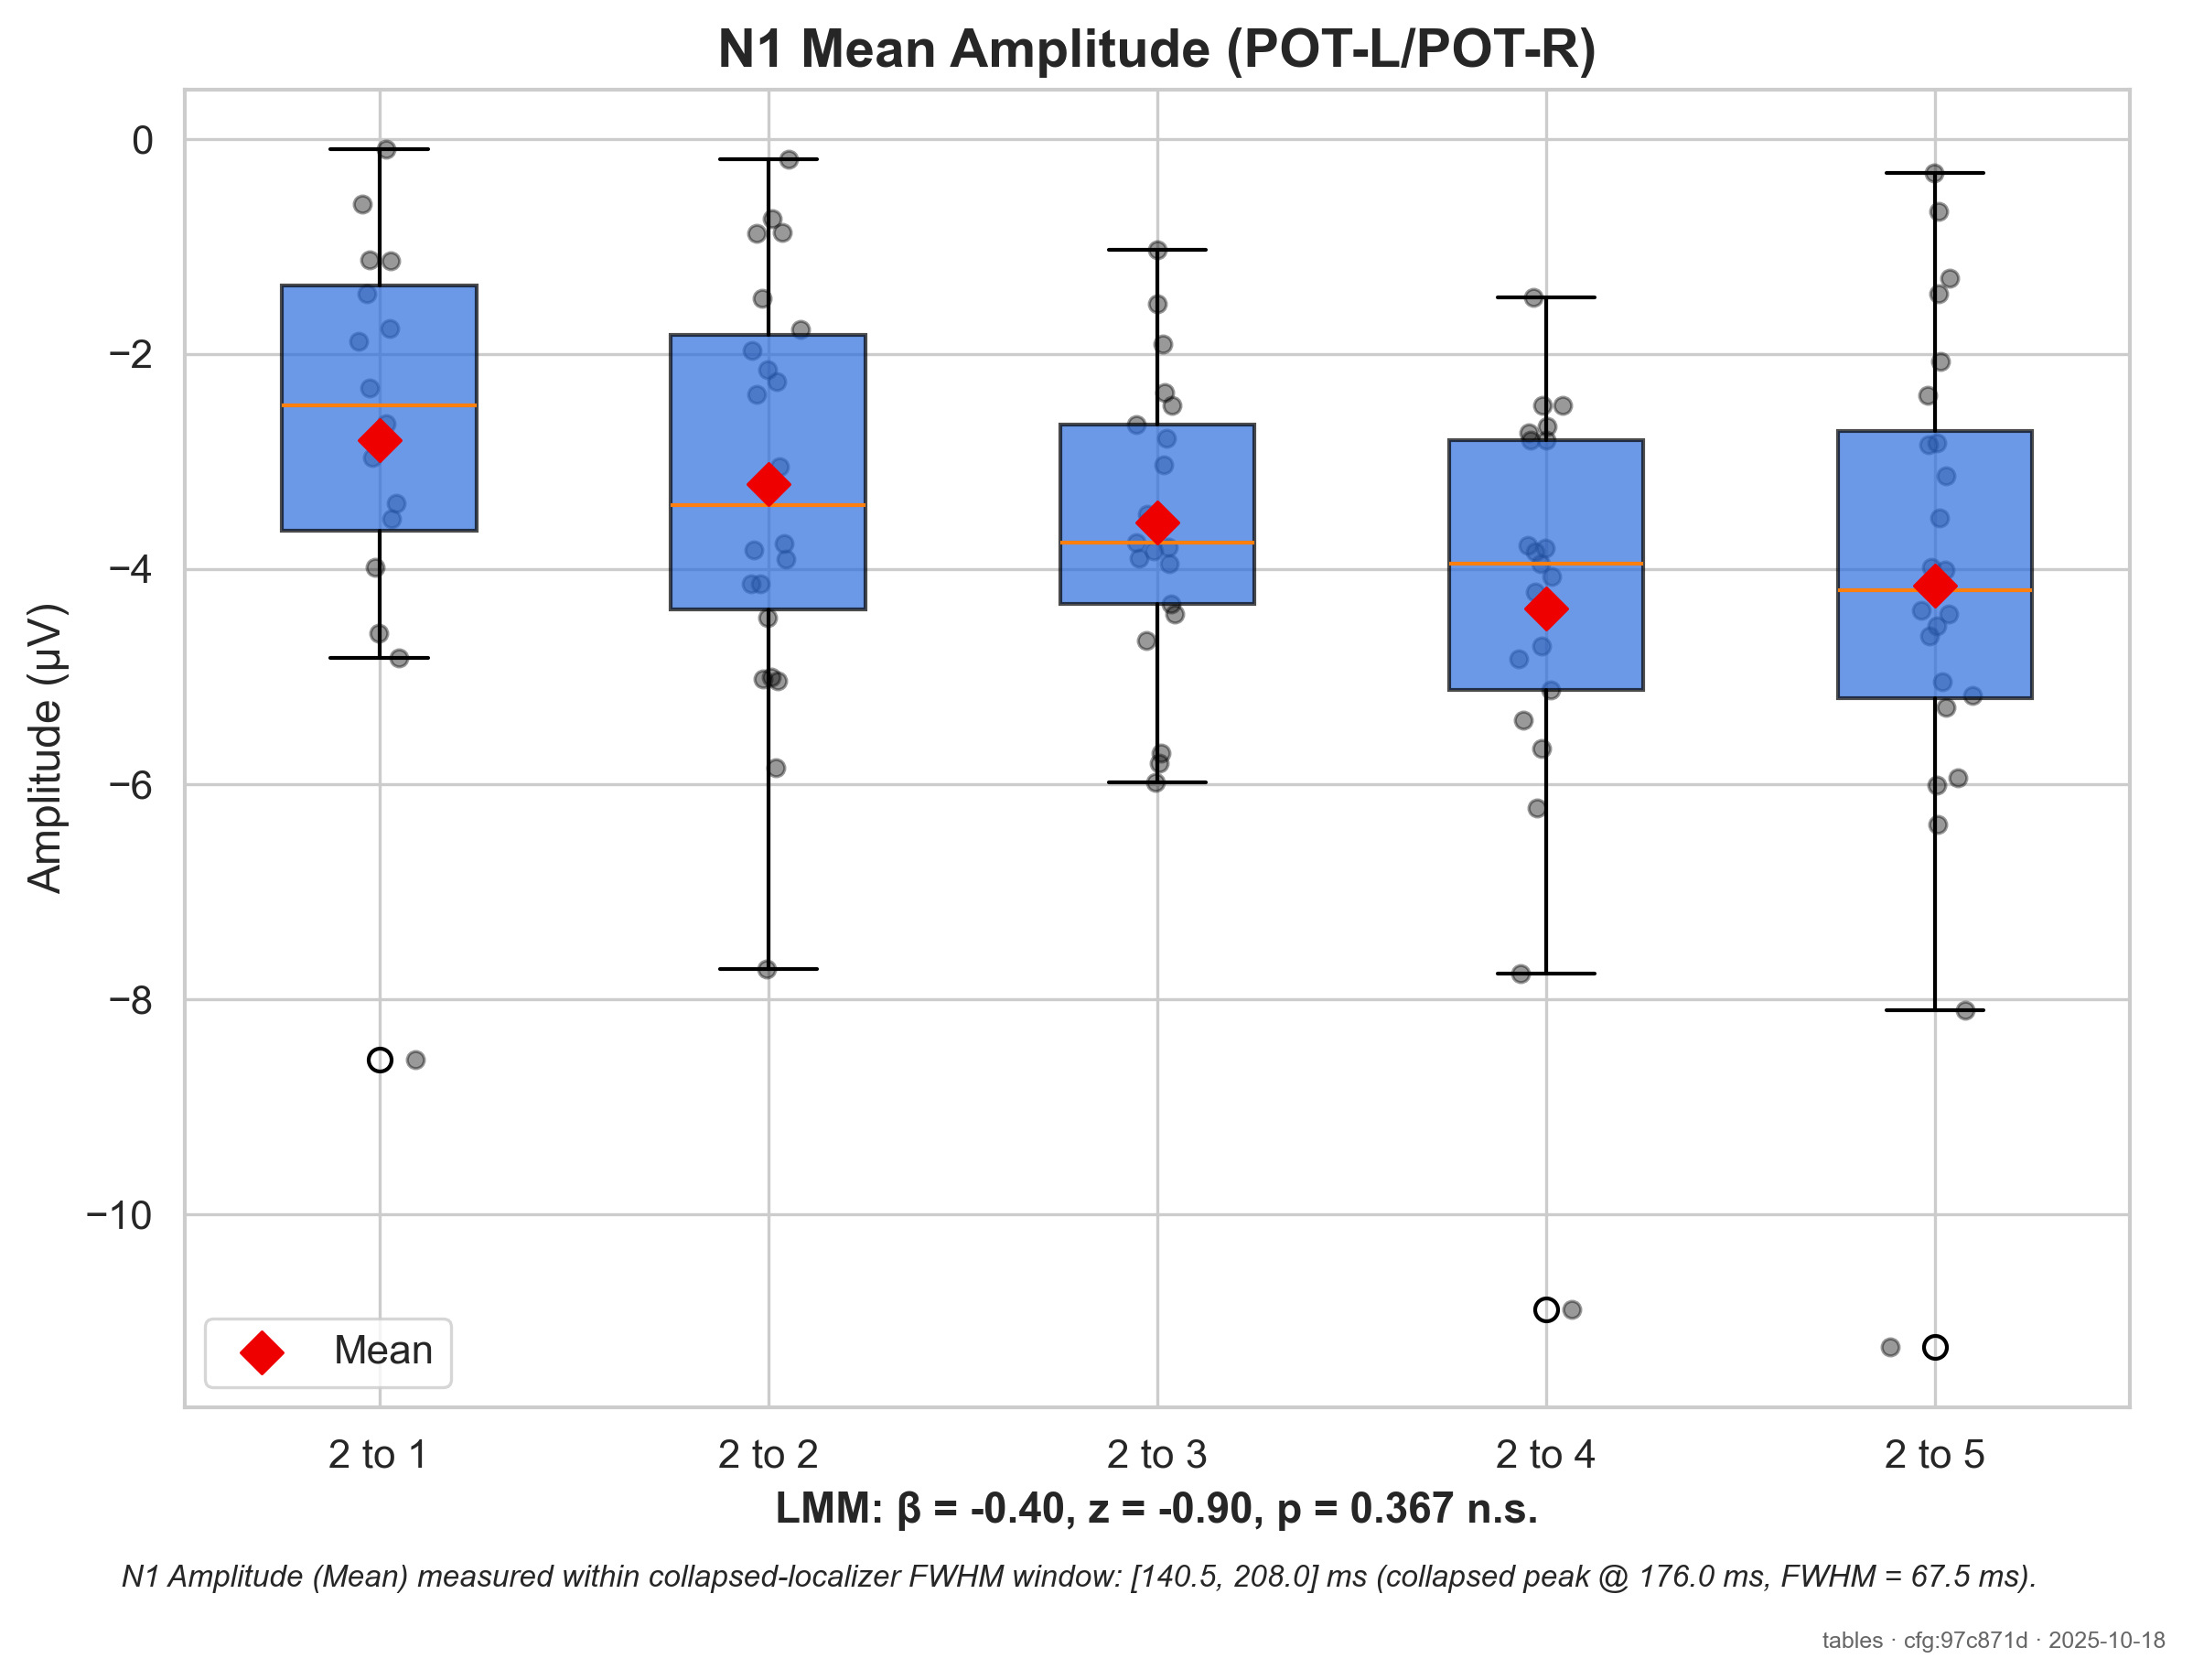 N1 Mean Amplitude (POT-L/POT-R)
Amplitude (µV)
0
−2
−4
−6
−8
−10
Mean
2 to 1
2 to 2
2 to 3
2 to 4
2 to 5
LMM: β = -0.40, z = -0.90, p = 0.367 n.s.
N1 Amplitude (Mean) measured within collapsed-localizer FWHM window: [140.5, 208.0] ms (collapsed peak @ 176.0 ms, FWHM = 67.5 ms).
tables · cfg:97c871d · 2025-10-18